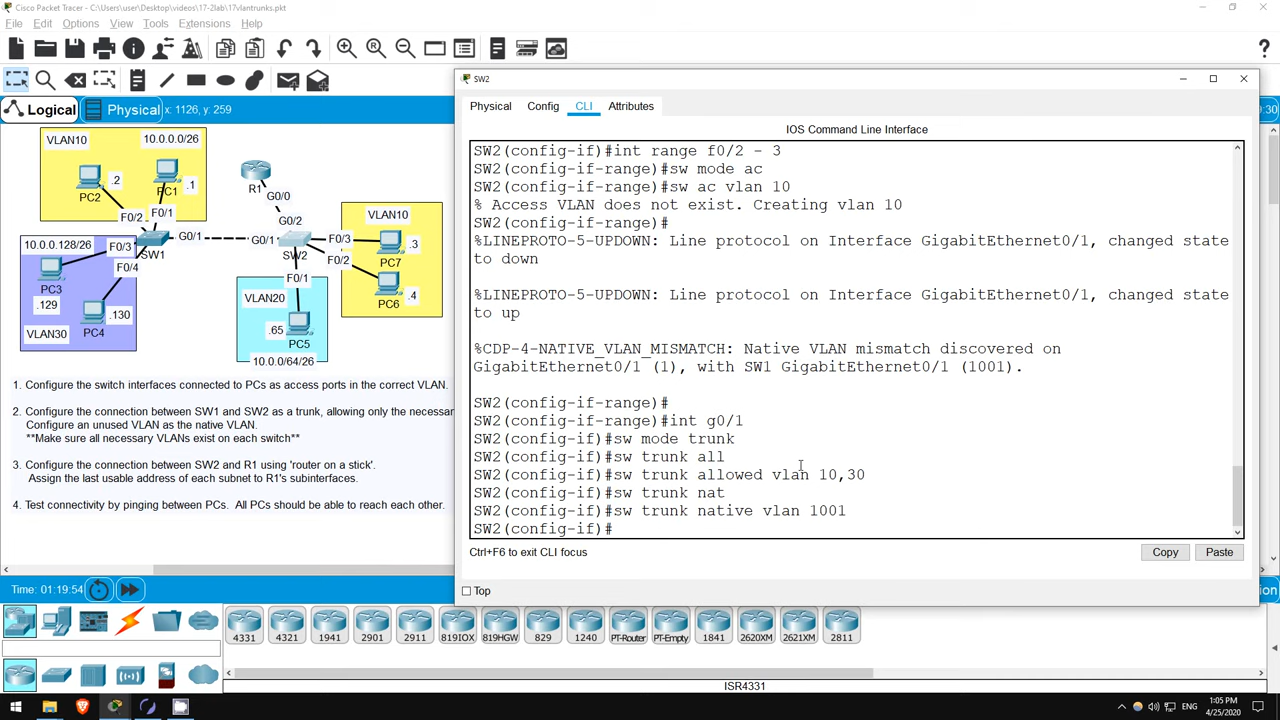 Cisco Packet Tracer - C:\Users\user\Desktop\videos\17-2lab\17vlantrunks.pkt
File Edit Options View Tools Extensions Help
Logical Physical x: 1126, y: 259
:30
VLAN10 10.0.0.0/26
.2 .1
PC2 PC1
F0/2 F0/1
R1
G0/0
G0/2
G0/1 G0/1
SW1 SW2
10.0.0.128/26
F0/3
F0/4
PC3
.129
.130
PC4
VLAN30
VLAN10
F0/3 .3
F0/2 PC7
.4
PC6
F0/1
VLAN20
.65
PC5
10.0.0/64/26
1. Configure the switch interfaces connected to PCs as access ports in the correct VLAN.
2. Configure the connection between SW1 and SW2 as a trunk, allowing only the necessar
Configure an unused VLAN as the native VLAN.
**Make sure all necessary VLANs exist on each switch**
3. Configure the connection between SW2 and R1 using 'router on a stick'.
Assign the last usable address of each subnet to R1's subinterfaces.
4. Test connectivity by pinging between PCs. All PCs should be able to reach each other.
SW2
Physical Config CLI Attributes
IOS Command Line Interface
SW2(config-if)#int range f0/2 - 3
SW2(config-if-range)#sw mode ac
SW2(config-if-range)#sw ac vlan 10
% Access VLAN does not exist. Creating vlan 10
SW2(config-if-range)#
%LINEPROTO-5-UPDOWN: Line protocol on Interface GigabitEthernet0/1, changed state
to down
%LINEPROTO-5-UPDOWN: Line protocol on Interface GigabitEthernet0/1, changed state
to up
%CDP-4-NATIVE_VLAN_MISMATCH: Native VLAN mismatch discovered on
GigabitEthernet0/1 (1), with SW1 GigabitEthernet0/1 (1001).
SW2(config-if-range)#
SW2(config-if-range)#int g0/1
SW2(config-if)#sw mode trunk
SW2(config-if)#sw trunk all
SW2(config-if)#sw trunk allowed vlan 10,30
SW2(config-if)#sw trunk nat
SW2(config-if)#sw trunk native vlan 1001
SW2(config-if)#
Ctrl+F6 to exit CLI focus
Copy Paste
Top
Time: 01:19:54
ion
4331 4321 1941 2901 2911 819IOX 819HGW 829 1240 PT-Router PT-Empty 1841 2620XM 2621XM 2811
ISR4331
ENG
1:05 PM
4/25/2020